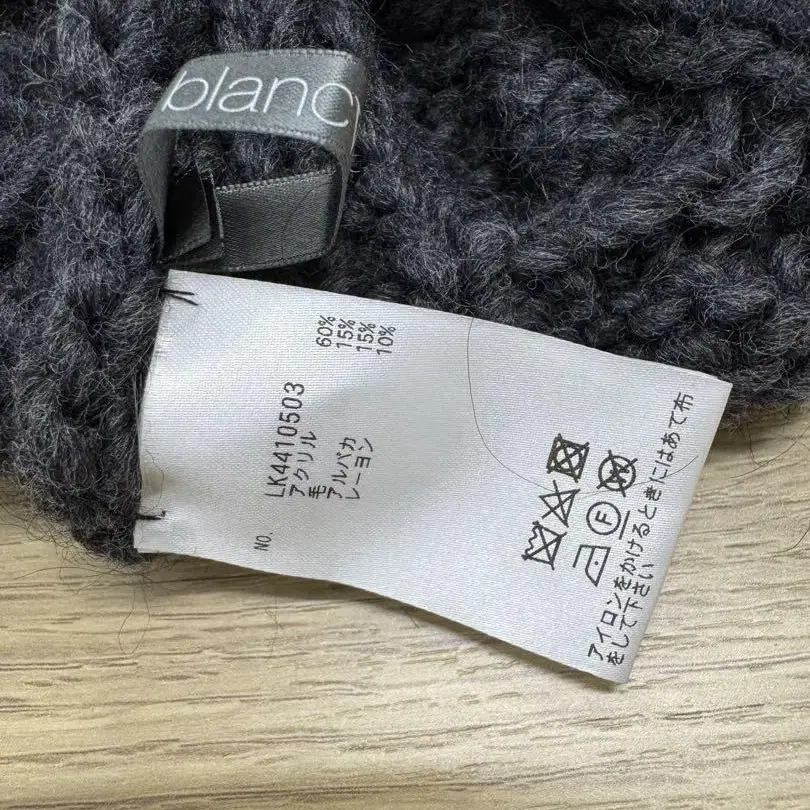 blanc
NO. LK4410503
アクリル 60%
毛 15%
アルパカ 15%
レーヨン 10%
F
W
アイロンをかけるときにはあて布
をして下さい